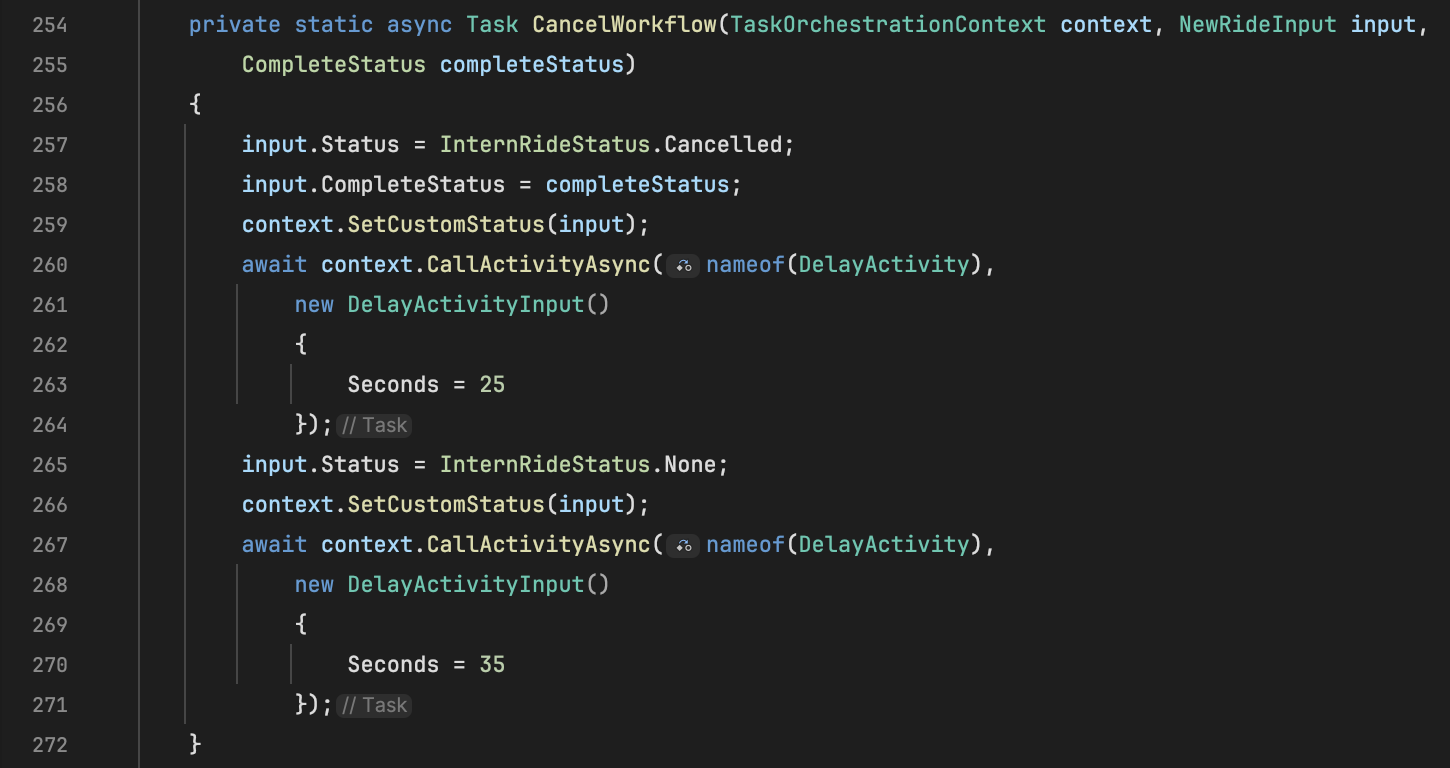 254 private static async Task CancelWorkflow(TaskOrchestrationContext context, NewRideInput input,
255 CompleteStatus completeStatus)
256 {
257 input.Status = InternRideStatus.Cancelled;
258 input.CompleteStatus = completeStatus;
259 context.SetCustomStatus(input);
260 await context.CallActivityAsync( nameof(DelayActivity),
261 new DelayActivityInput()
262 {
263 Seconds = 25
264 }); // Task
265 input.Status = InternRideStatus.None;
266 context.SetCustomStatus(input);
267 await context.CallActivityAsync( nameof(DelayActivity),
268 new DelayActivityInput()
269 {
270 Seconds = 35
271 }); // Task
272 }